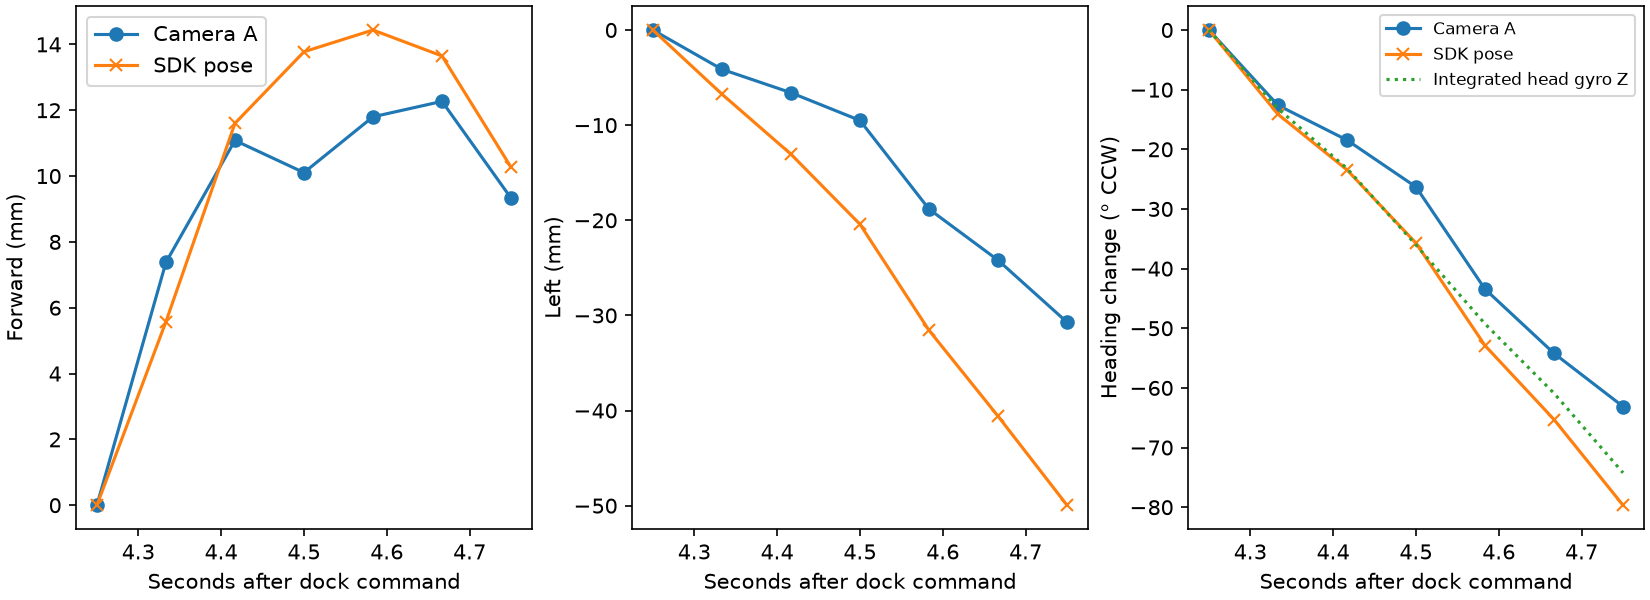 Camera A
SDK pose
14
12
10
8
6
4
2
0
4.3 4.4 4.5 4.6 4.7
Forward (mm)
Seconds after dock command
0
−10
−20
−30
−40
−50
4.3 4.4 4.5 4.6 4.7
Left (mm)
Seconds after dock command
Camera A
SDK pose
Integrated head gyro Z
0
−10
−20
−30
−40
−50
−60
−70
−80
4.3 4.4 4.5 4.6 4.7
Heading change (° CCW)
Seconds after dock command